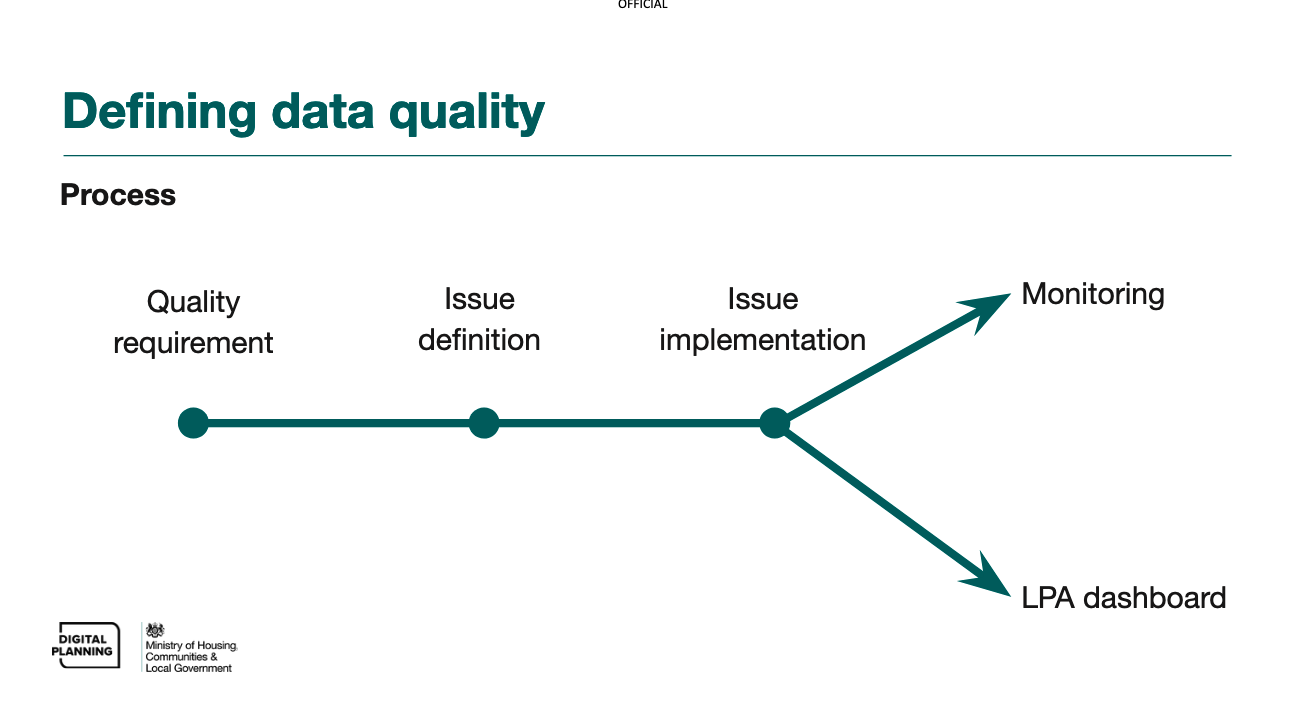 OFFICIAL
Defining data quality
Process
Quality
requirement
Issue
definition
Issue
implementation
Monitoring
LPA dashboard
DIGITAL
PLANNING
Ministry of Housing,
Communities &
Local Government